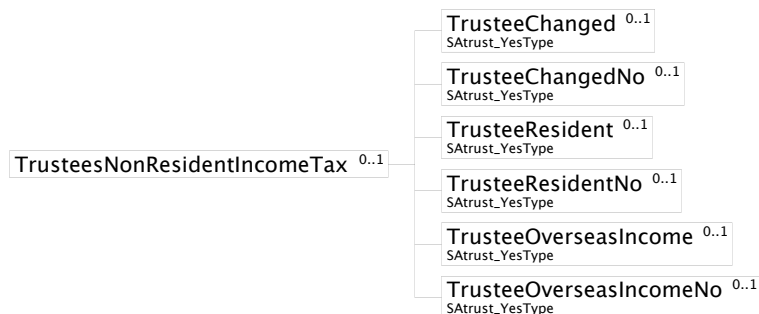 TrusteeChanged 0..1
SAtrust_YesType
TrusteeChangedNo 0..1
SAtrust_YesType
TrusteeResident 0..1
SAtrust_YesType
TrusteesNonResidentIncomeTax 0..1
TrusteeResidentNo 0..1
SAtrust_YesType
TrusteeOverseasIncome 0..1
SAtrust_YesType
TrusteeOverseasIncomeNo 0..1
SAtrust_YesType